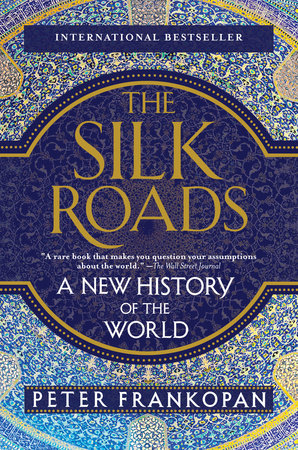 INTERNATIONAL BESTSELLER
THE
SILK
ROADS
"A rare book that makes you question your assumptions
about the world." —The Wall Street Journal
A NEW HISTORY
OF THE
WORLD
PETER FRANKOPAN